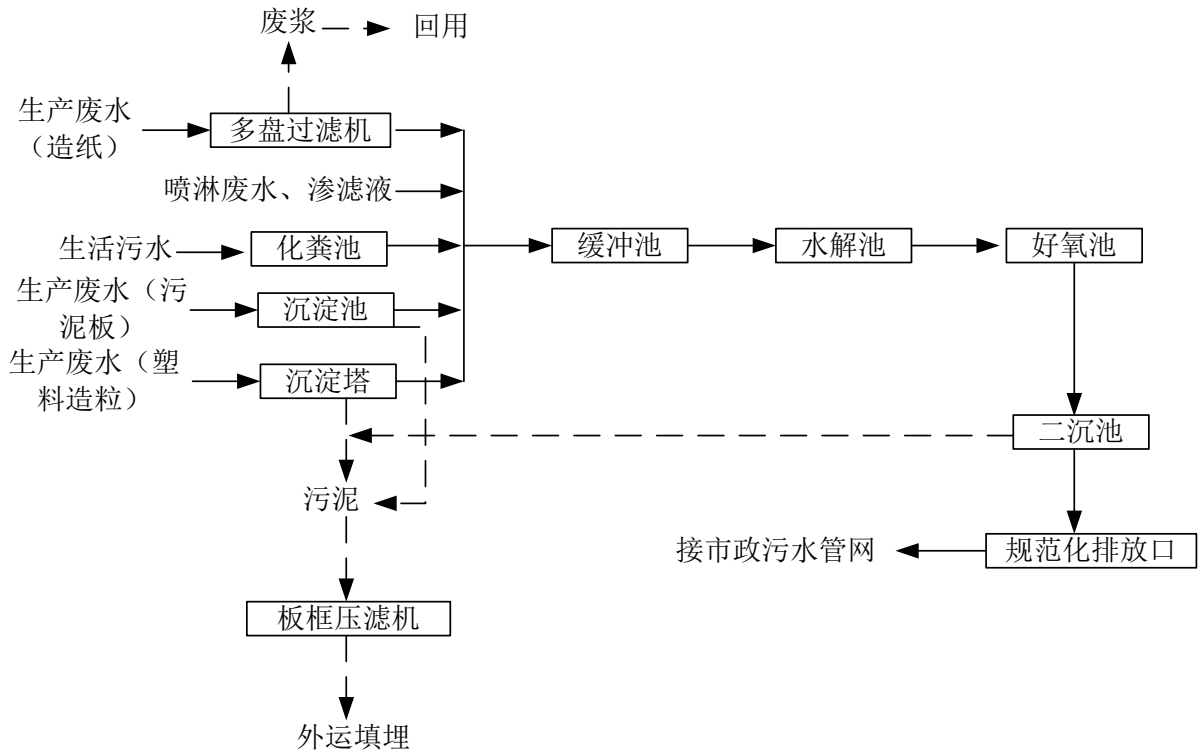 废浆
回用
生产废水
（造纸）
多盘过滤机
喷淋废水、渗滤液
生活污水
化粪池
缓冲池
水解池
好氧池
生产废水（污
泥板）
沉淀池
生产废水（塑
料造粒）
沉淀塔
二沉池
污泥
接市政污水管网
规范化排放口
板框压滤机
外运填埋